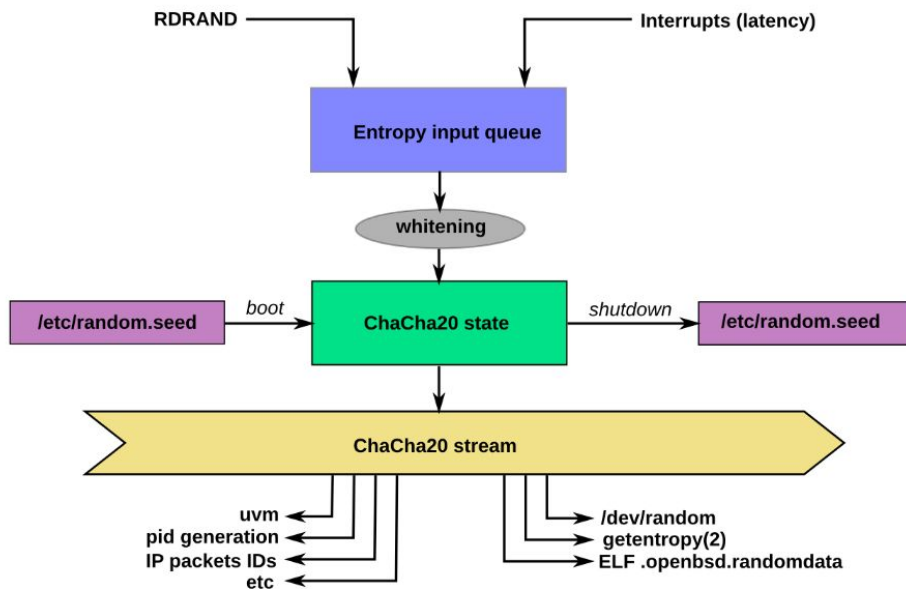 RDRAND
Interrupts (latency)
Entropy input queue
whitening
/etc/random.seed
boot
ChaCha20 state
shutdown
/etc/random.seed
ChaCha20 stream
uvm
pid generation
IP packets IDs
etc
/dev/random
getentropy(2)
ELF .openbsd.randomdata